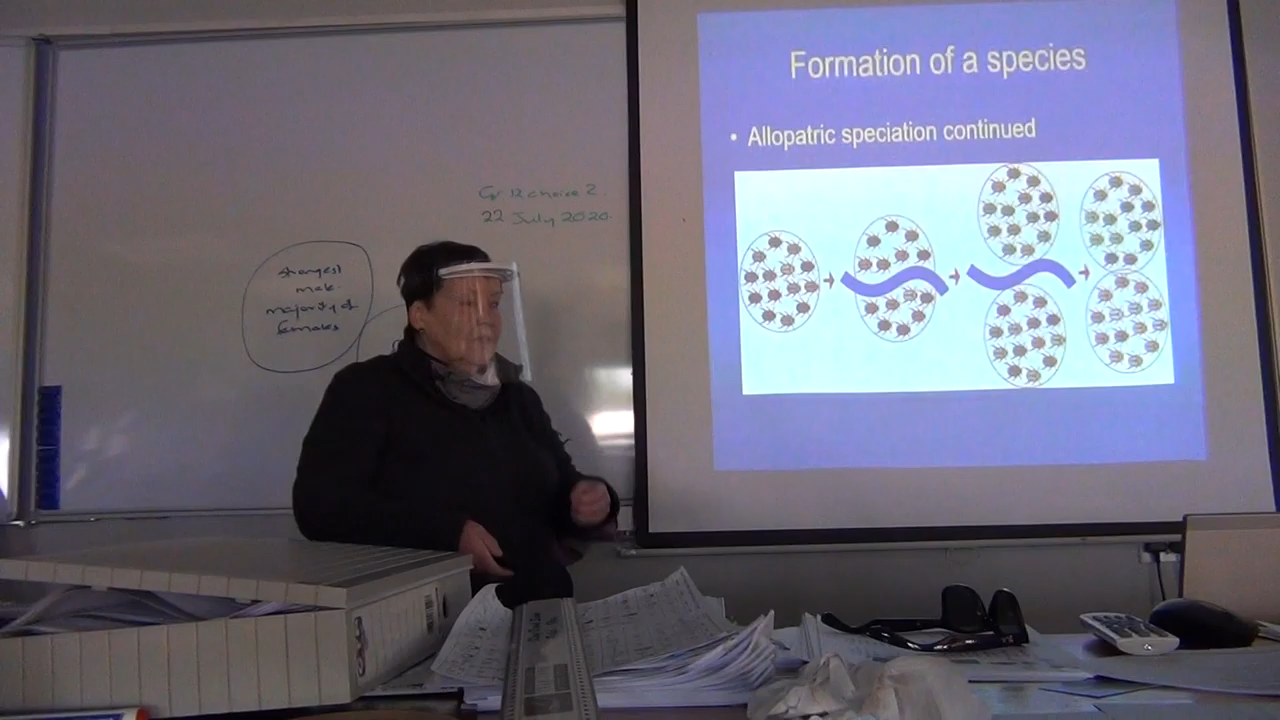 Formation of a species
• Allopatric speciation continued
Gr 12 choice 2.
22 July 2020.
strongest
male.
majority of
females